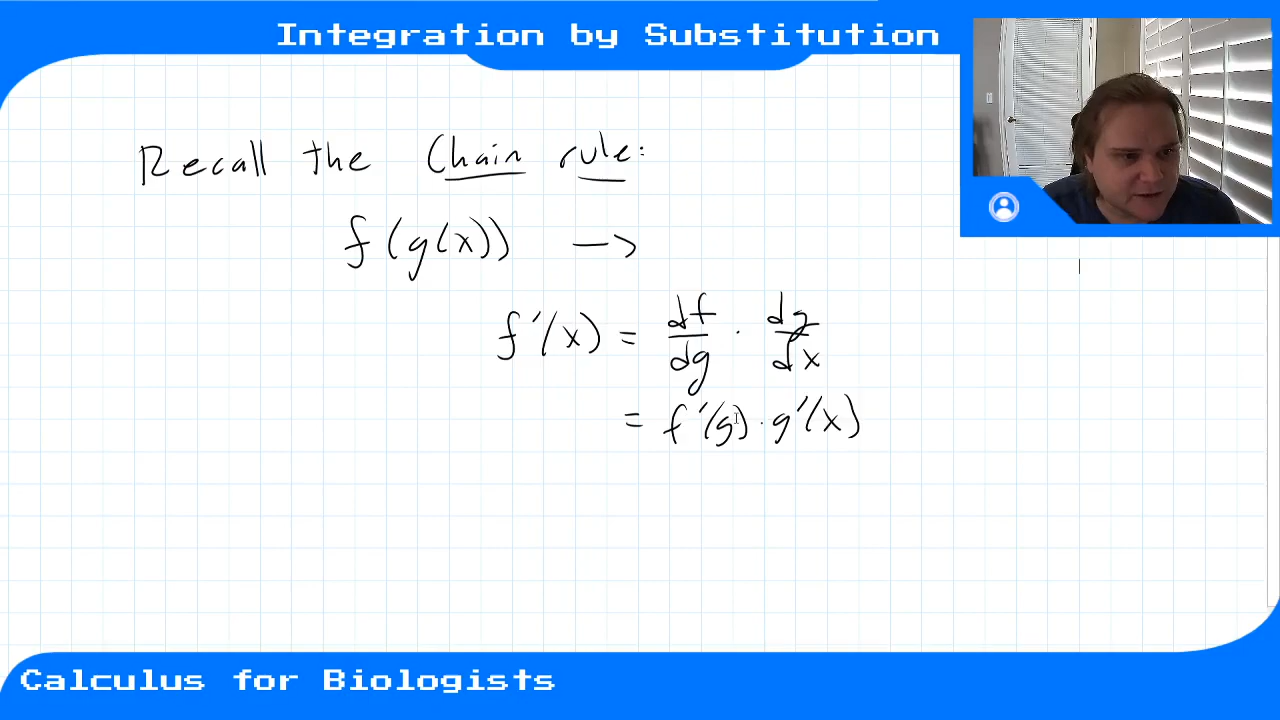 Integration by Substitution
Recall the Chain rule:
f(g(x)) →
f'(x) = df/dg · dg/dx
= f'(g) · g'(x)
Calculus for Biologists